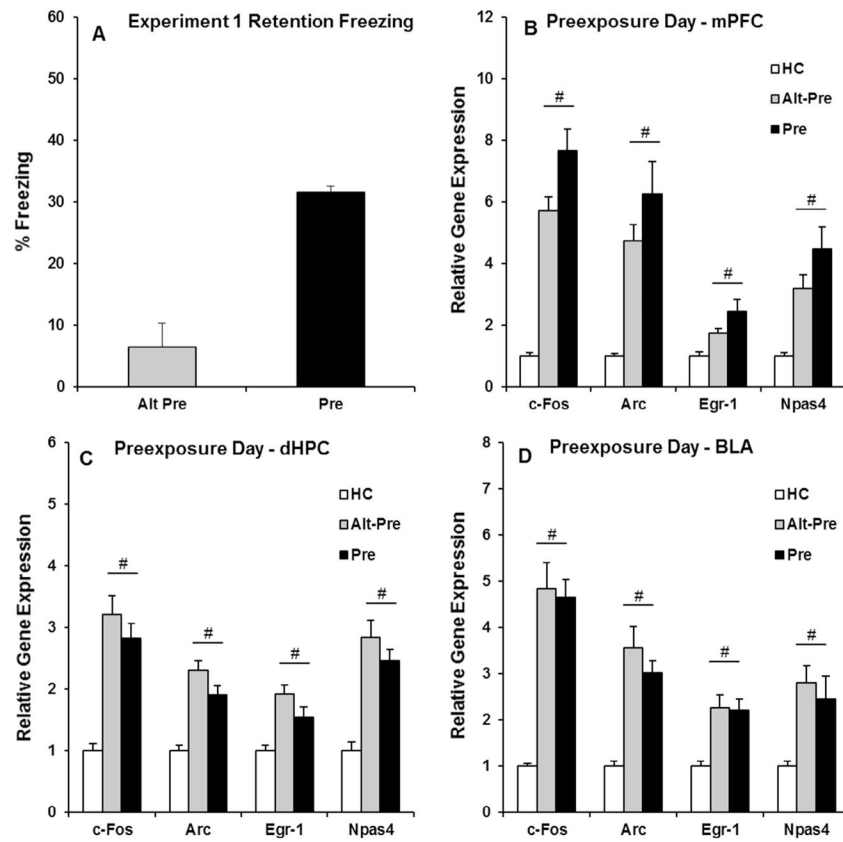 A Experiment 1 Retention Freezing
60
50
40
30
20
10
0
% Freezing
Alt Pre Pre
B Preexposure Day - mPFC
12
10
8
6
4
2
0
Relative Gene Expression
HC
Alt-Pre
Pre
# # # #
c-Fos Arc Egr-1 Npas4
C Preexposure Day - dHPC
6
5
4
3
2
1
0
Relative Gene Expression
HC
Alt-Pre
Pre
# # # #
c-Fos Arc Egr-1 Npas4
D Preexposure Day - BLA
8
7
6
5
4
3
2
1
0
Relative Gene Expression
HC
Alt-Pre
Pre
# # # #
c-Fos Arc Egr-1 Npas4